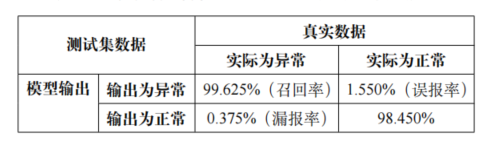 测试集数据 真实数据
实际为异常 实际为正常
模型输出 输出为异常 99.625%（召回率） 1.550%（误报率）
输出为正常 0.375%（漏报率） 98.450%